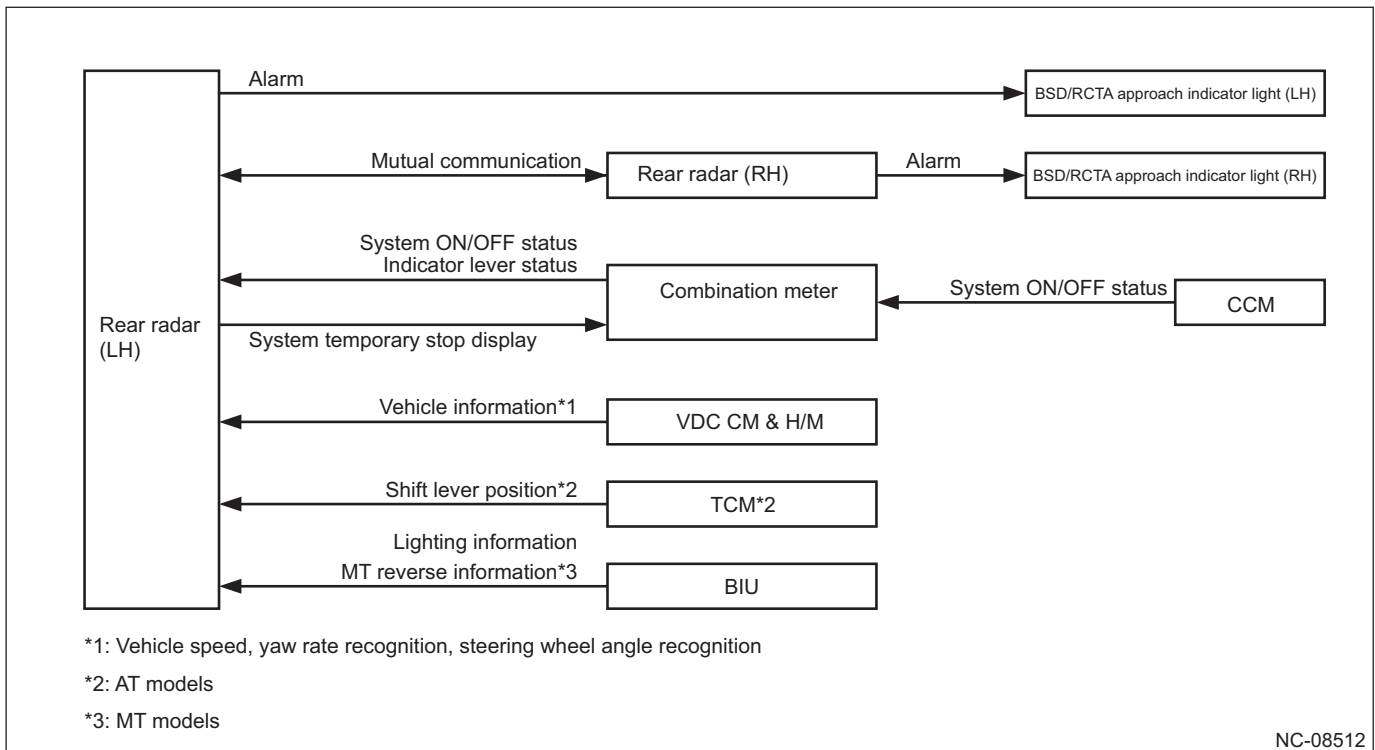 Alarm
BSD/RCTA approach indicator light (LH)
Mutual communication
Rear radar (RH)
Alarm
BSD/RCTA approach indicator light (RH)
System ON/OFF status
Indicator lever status
Combination meter
System ON/OFF status
CCM
Rear radar
(LH)
System temporary stop display
Vehicle information*1
VDC CM & H/M
Shift lever position*2
TCM*2
Lighting information
MT reverse information*3
BIU
*1: Vehicle speed, yaw rate recognition, steering wheel angle recognition
*2: AT models
*3: MT models
NC-08512